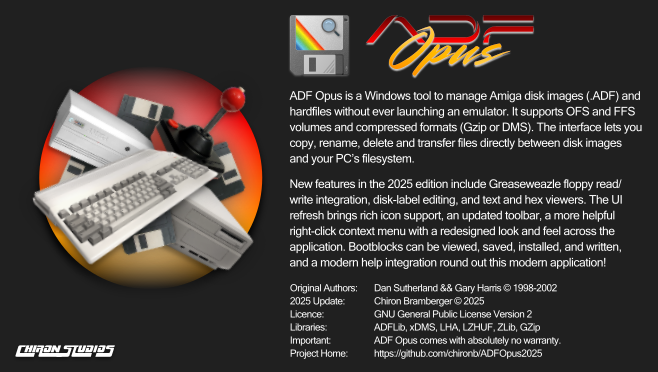 ADF
Opus
ADF Opus is a Windows tool to manage Amiga disk images (.ADF) and
hardfiles without ever launching an emulator. It supports OFS and FFS
volumes and compressed formats (Gzip or DMS). The interface lets you
copy, rename, delete and transfer files directly between disk images
and your PC's filesystem.
New features in the 2025 edition include Greaseweazle floppy read/
write integration, disk-label editing, and text and hex viewers. The UI
refresh brings rich icon support, an updated toolbar, a more helpful
right-click context menu with a redesigned look and feel across the
application. Bootblocks can be viewed, saved, installed, and written,
and a modern help integration round out this modern application!
Original Authors: Dan Sutherland && Gary Harris © 1998-2002
2025 Update: Chiron Bramberger © 2025
Licence: GNU General Public License Version 2
Libraries: ADFLib, xDMS, LHA, LZHUF, ZLib, GZip
Important: ADF Opus comes with absolutely no warranty.
Project Home: https://github.com/chironb/ADFOpus2025
CHIRON STUDIOS